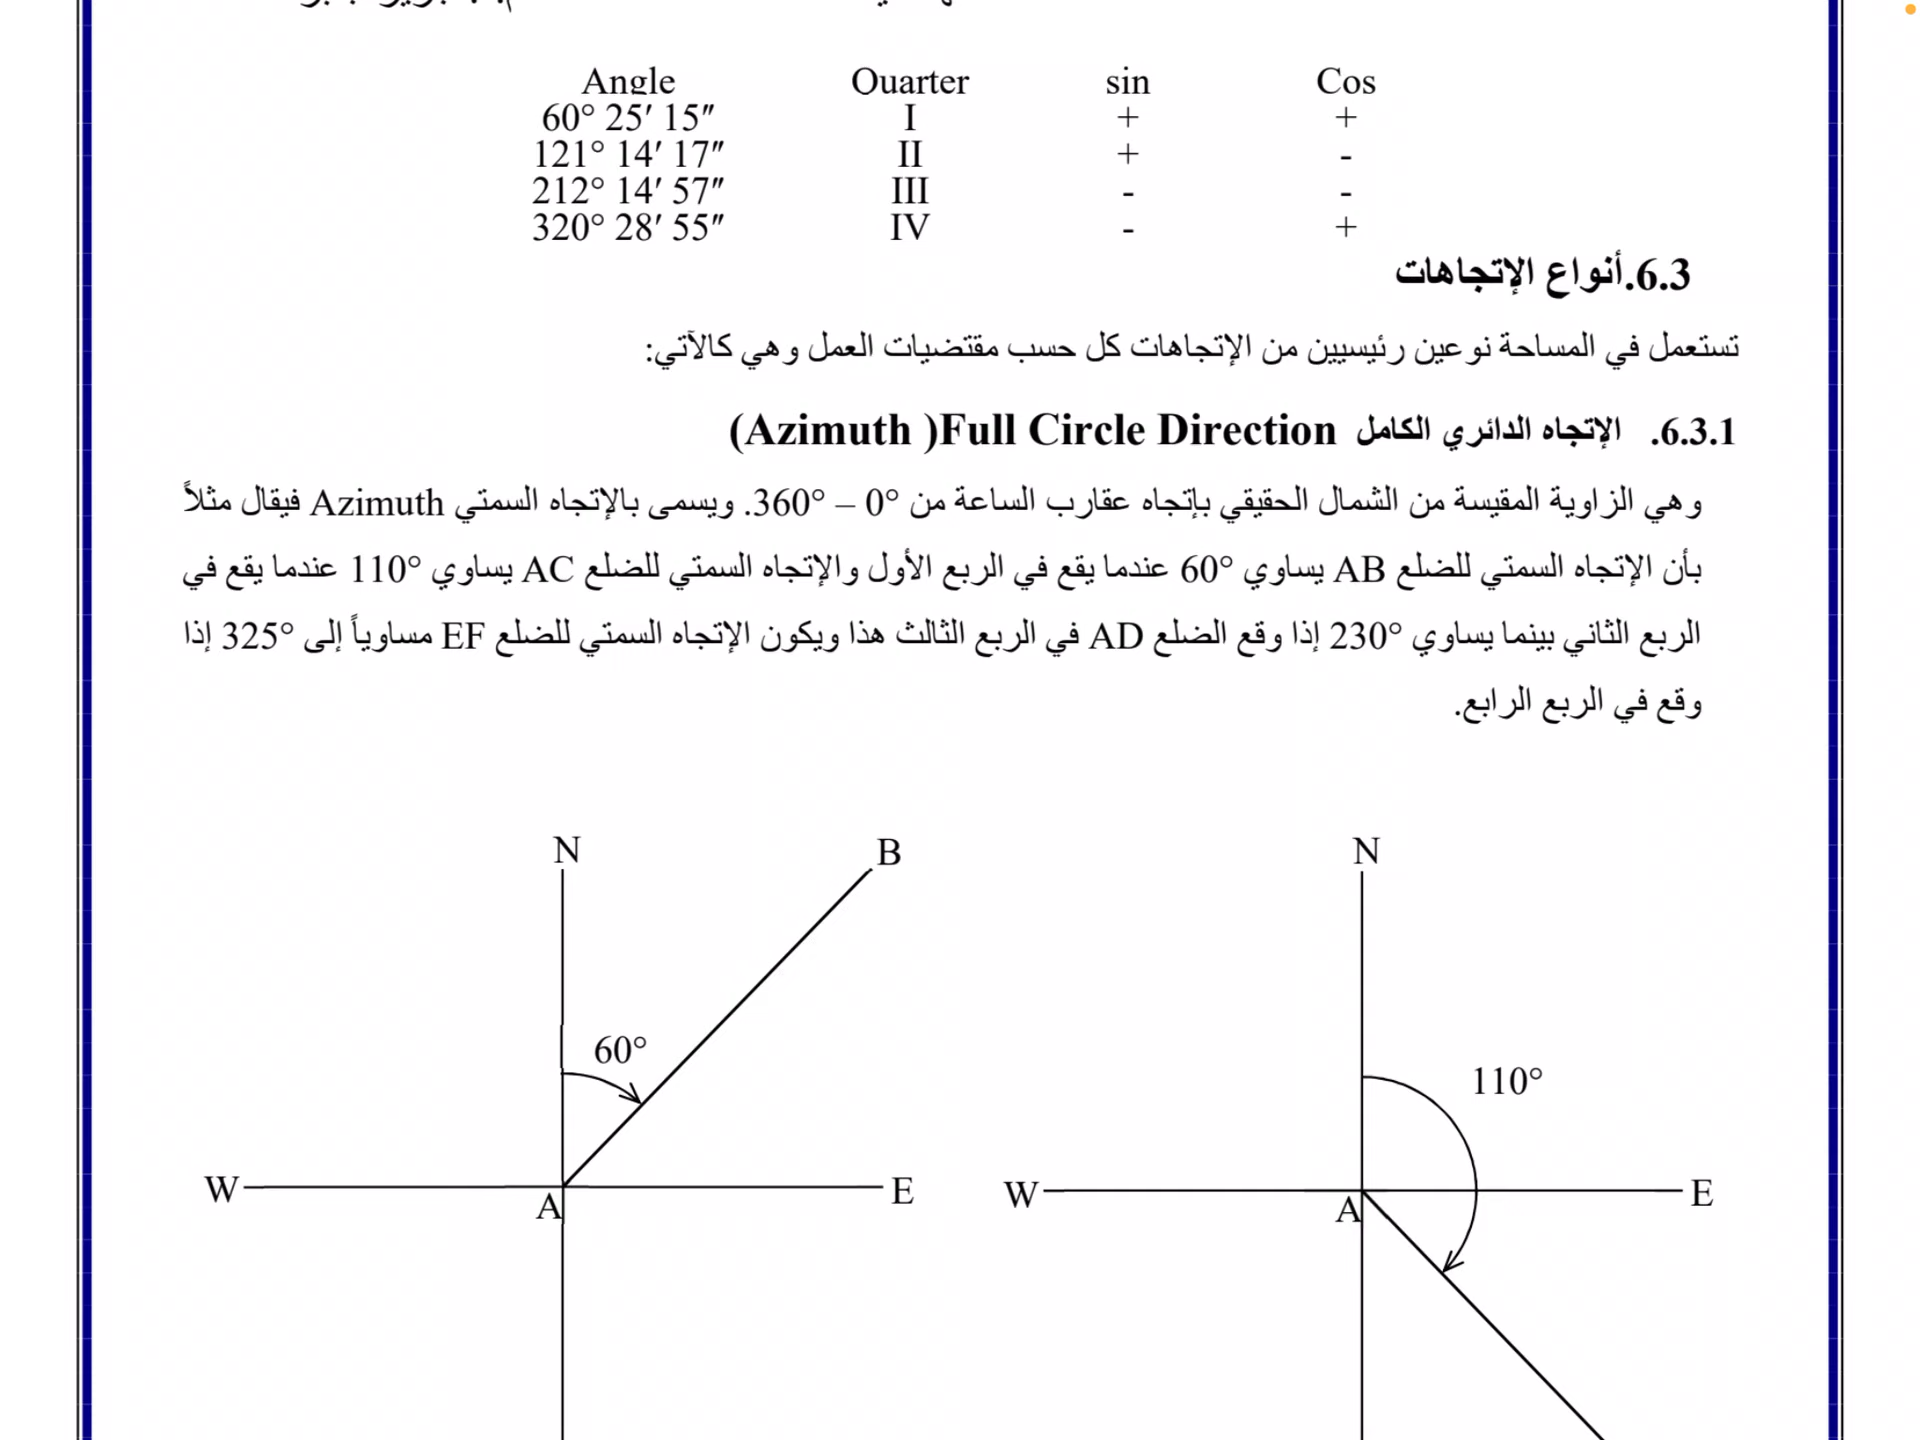 Angle Quarter sin Cos
60° 25′ 15″ I + +
121° 14′ 17″ II + -
212° 14′ 57″ III - -
320° 28′ 55″ IV - +
6.3.أنواع الإتجاهات
تستعمل في المساحة نوعين رئيسيين من الإتجاهات كل حسب مقتضيات العمل وهي كالآتي:
6.3.1. الإتجاه الدائري الكامل Full Circle Direction( Azimuth)
وهي الزاوية المقيسة من الشمال الحقيقي بإتجاه عقارب الساعة من 0° – 360°. ويسمى بالإتجاه السمتي Azimuth فيقال مثلاً
بأن الإتجاه السمتي للضلع AB يساوي 60° عندما يقع في الربع الأول والإتجاه السمتي للضلع AC يساوي 110° عندما يقع في
الربع الثاني بينما يساوي 230° إذا وقع الضلع AD في الربع الثالث هذا ويكون الإتجاه السمتي للضلع EF مساوياً إلى 325° إذا
وقع في الربع الرابع.
N B
60°
W A E
N
110°
W A E